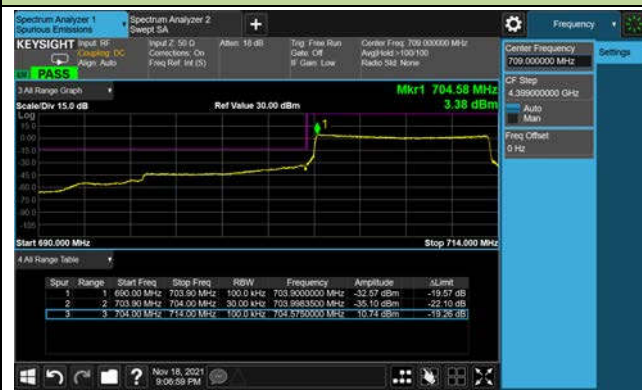 Spectrum Analyzer 1
Spurious Emissions
Spectrum Analyzer 2
Swept SA
+
Frequency
KEYSIGHT Input: RF
Coupling: DC
Align: Auto
Input Z: 50 Ω
Corrections: On
Freq Ref: Int (S)
Atten: 18 dB
Trig: Free Run
Gate: Off
IF Gain: Low
Center Freq: 709.000000 MHz
Avg|Hold:>100/100
Radio Std: None
PASS
Center Frequency
709.000000 MHz
Settings
CF Step
4.399000000 GHz
Auto
Man
Freq Offset
0 Hz
3 All Range Graph
Mkr1 704.58 MHz
Scale/Div 15.0 dB
Ref Value 30.00 dBm
3.38 dBm
Log
15.0
0.00
-15.0
-30.0
-45.0
-60.0
-75.0
-90.0
-105
1
Start 690.000 MHz
Stop 714.000 MHz
4 All Range Table
Spur Range Start Freq Stop Freq RBW Frequency Amplitude ΔLimit
1 1 690.00 MHz 703.90 MHz 100.0 kHz 703.9000000 MHz -32.57 dBm -19.57 dB
2 2 703.90 MHz 704.00 MHz 30.00 kHz 703.9983500 MHz -35.10 dBm -22.10 dB
3 3 704.00 MHz 714.00 MHz 100.0 kHz 704.5750000 MHz 10.74 dBm -19.26 dB
?
Nov 18, 2021
9:06:59 PM